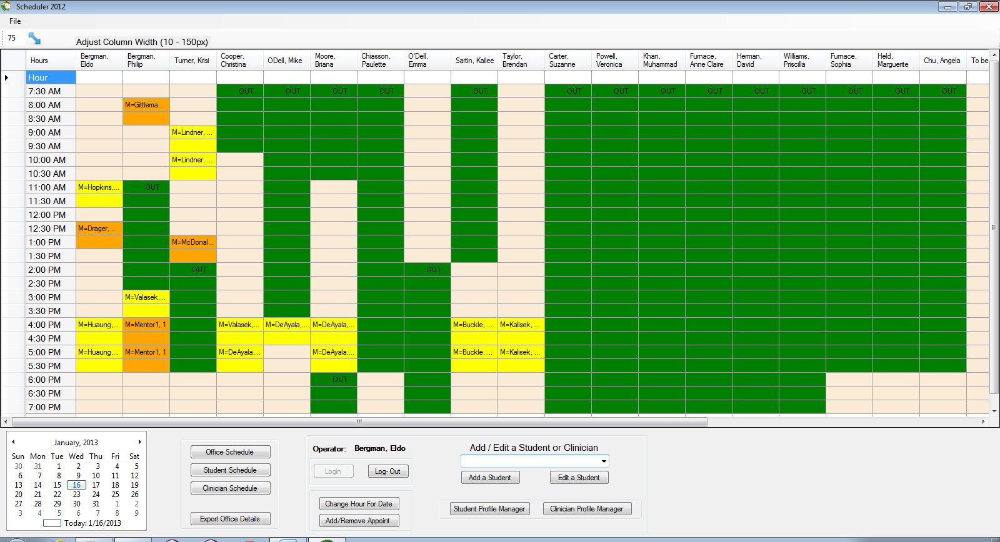 Scheduler 2012
File
75
Adjust Column Width (10 - 150px)
Hours Bergman, Eldo Bergman, Philip Turner, Krisi Cooper, Christina ODell, Mike Moore, Briana Chiasson, Paulette O'Dell, Emma Sartin, Kailee Taylor, Brendan Carter, Suzanne Powell, Veronica Khan, Muhammad Furnace, Anne Claire Herman, David Williams, Priscilla Furnace, Sophia Held, Marguerite Chu, Angela To be
Hour
7:30 AM OUT OUT OUT OUT OUT OUT OUT OUT OUT OUT OUT OUT OUT OUT
8:00 AM M=Gittlema...
8:30 AM
9:00 AM M=Lindner, ...
9:30 AM
10:00 AM M=Lindner, ...
10:30 AM
11:00 AM M=Hopkins,... OUT
11:30 AM
12:00 PM
12:30 PM M=Drager, ...
1:00 PM M=McDonal...
1:30 PM
2:00 PM OUT OUT
2:30 PM
3:00 PM M=Valasek,...
3:30 PM
4:00 PM M=Huaung,... M=Mentor1, 1 M=Valasek,... M=DeAyala,... M=DeAyala,... M=Buckle, ... M=Kalisek, ...
4:30 PM
5:00 PM M=Huaung,... M=Mentor1, 1 M=DeAyala,... M=DeAyala,... M=Buckle, ... M=Kalisek, ...
5:30 PM
6:00 PM OUT
6:30 PM
7:00 PM
January, 2013
Sun Mon Tue Wed Thu Fri Sat
30 31 1 2 3 4 5
6 7 8 9 10 11 12
13 14 15 16 17 18 19
20 21 22 23 24 25 26
27 28 29 30 31 1 2
3 4 5 6 7 8 9
Today: 1/16/2013
Office Schedule
Student Schedule
Clinician Schedule
Export Office Details
Operator: Bergman, Eldo
Login Log-Out
Change Hour For Date
Add/Remove Appoint.
Add / Edit a Student or Clinician
Add a Student Edit a Student
Student Profile Manager Clinician Profile Manager